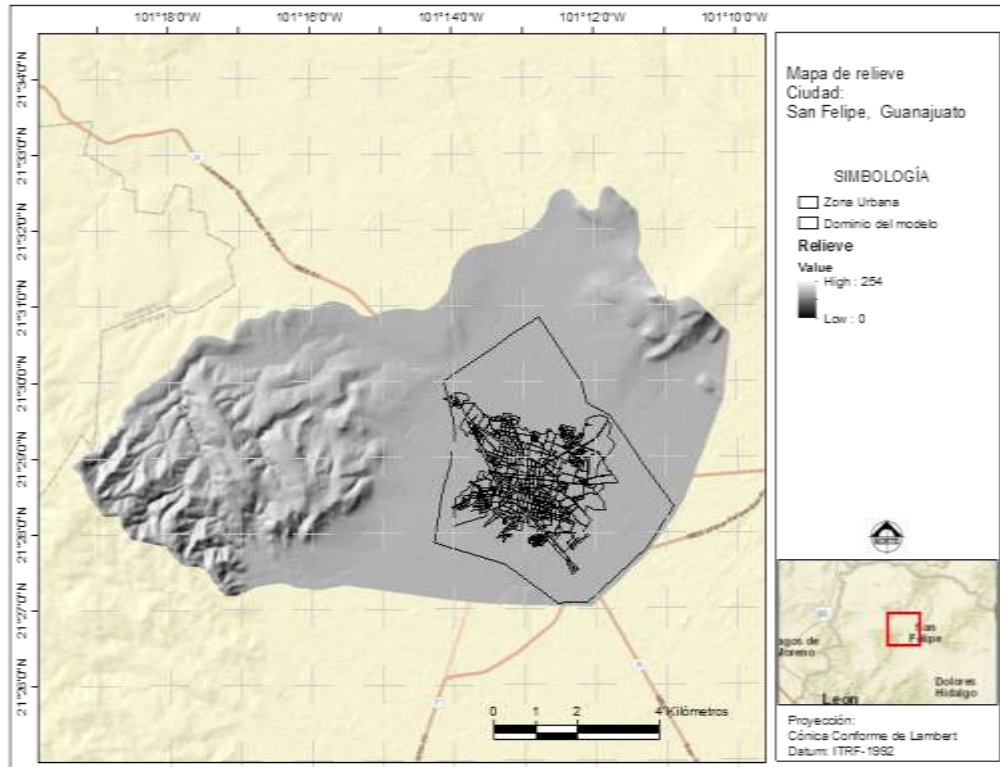 101°18'0"W 101°16'0"W 101°14'0"W 101°12'0"W 101°10'0"W
21°34'0"N
21°33'0"N
21°32'0"N
21°31'0"N
21°30'0"N
21°29'0"N
21°28'0"N
21°27'0"N
21°26'0"N
0 1 2 4 Kilómetros
Mapa de relieve
Ciudad:
San Felipe, Guanajuato
SIMBOLOGÍA
Zona Urbana
Dominio del modelo
Relieve
Value
High : 254
Low : 0
San
Felipe
agos de
Moreno
Dolores
Hidalgo
Leon
Proyección:
Cónica Conforme de Lambert
Datum: ITRF-1992